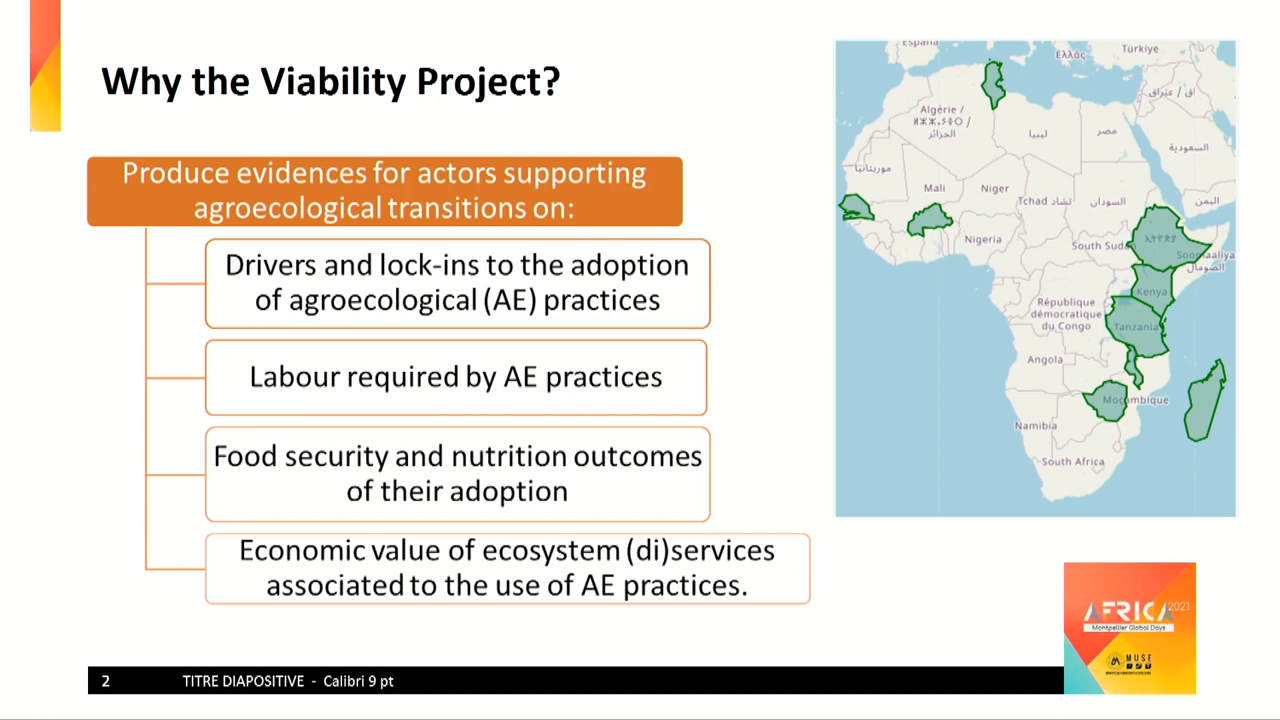 Why the Viability Project?
Produce evidences for actors supporting
agroecological transitions on:
Drivers and lock-ins to the adoption
of agroecological (AE) practices
Labour required by AE practices
Food security and nutrition outcomes
of their adoption
Economic value of ecosystem (di)services
associated to the use of AE practices.
España
Ελλάς
Türkiye
Algérie /
ⵍⵣⵣⴰⵢⴻⵔ /
الجزائر
ليبيا
مصر
السعودية
موريتانيا
Mali
Niger
Tchad تشاد
السودان
اليمن
Nigeria
South Sudan
Soomaaliya
الصومال
Kenya
République
démocratique
du Congo
Tanzania
Angola
Moçambique
Namibia
South Africa
AFRICA 2021
Montpellier Global Days
MUSE
2 TITRE DIAPOSITIVE - Calibri 9 pt